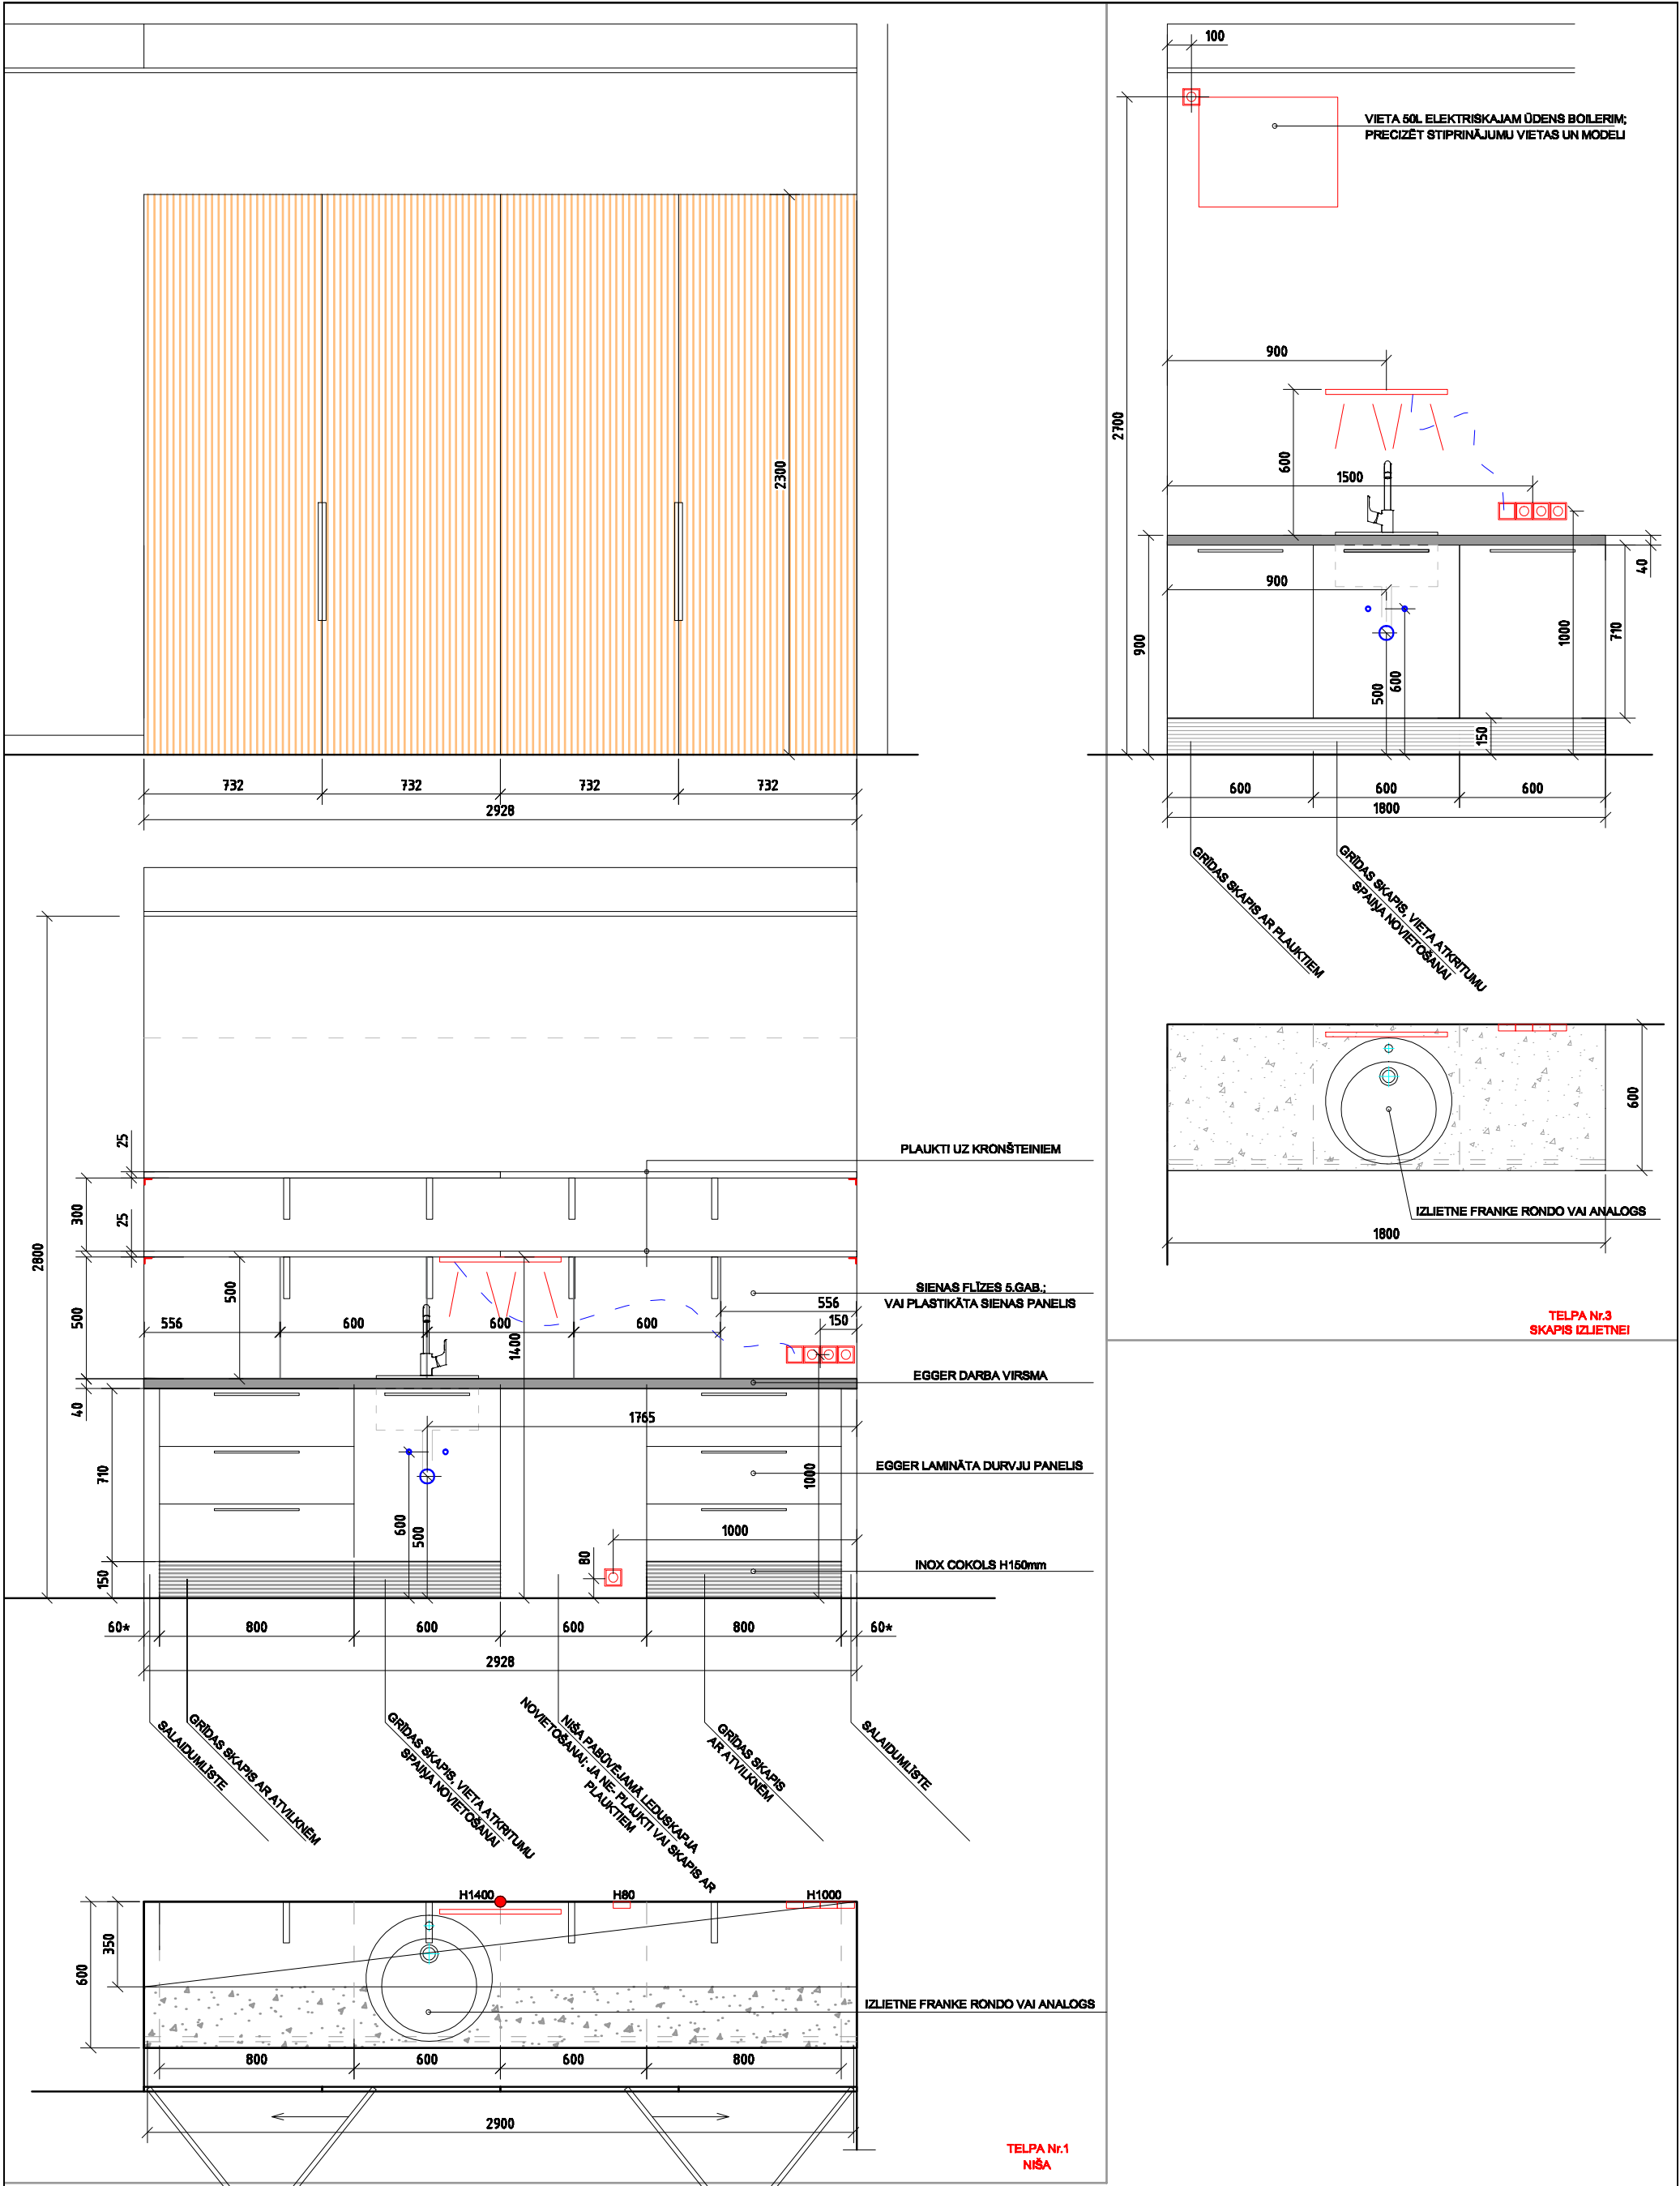 2300
732
732
732
732
2928
100
VIETA 50L ELEKTRISKAJAM ŪDENS BOILERIM;
PRECIZĒT STIPRINĀJUMU VIETAS UN MODELI
2700
900
600
1500
900
900
500
600
1000
710
40
150
600
600
600
1800
GRĪDAS SKAPIS AR PLAUKTIEM
GRĪDAS SKAPIS, VIETA ATKRITUMU
SPAIŅA NOVIETOŠANAI
600
IZLIETNE FRANKE RONDO VAI ANALOGS
1800
TELPA Nr.3
SKAPIS IZLIETNEI
2800
25
300
25
500
40
710
150
500
556
600
600
600
556
150
1400
1765
1000
600
500
80
1000
PLAUKTI UZ KRONŠTEINIEM
SIENAS FLĪZES 5.GAB.;
VAI PLASTIKĀTA SIENAS PANELIS
EGGER DARBA VIRSMA
EGGER LAMINĀTA DURVJU PANELIS
INOX COKOLS H150mm
60*
800
600
600
800
60*
2928
SALAIDUMLĪSTE
GRĪDAS SKAPIS AR ATVILKNĒM
GRĪDAS SKAPIS, VIETA ATKRITUMU
SPAIŅA NOVIETOŠANAI
NIŠA PABŪVĒJAMĀ LEDUSKAPJA
NOVIETOŠANAI; JA NE- PLAUKTI VAI SKAPIS AR
PLAUKTIEM
GRĪDAS SKAPIS
AR ATVILKNĒM
SALAIDUMLĪSTE
H1400
H80
H1000
350
600
IZLIETNE FRANKE RONDO VAI ANALOGS
800
600
600
800
2900
TELPA Nr.1
NIŠA